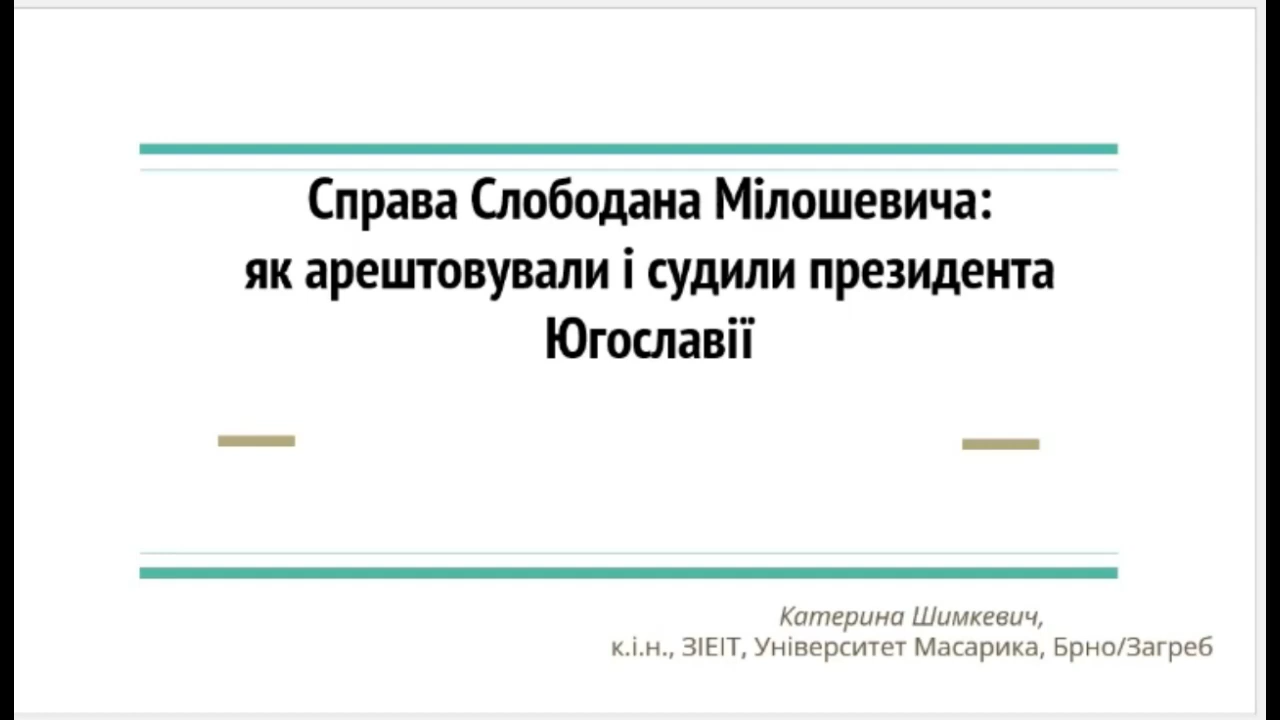 Справа Слободана Мілошевича:
як арештовували і судили президента
Югославії
Катерина Шимкевич,
к.і.н., ЗІЕІТ, Університет Масарика, Брно/Загреб